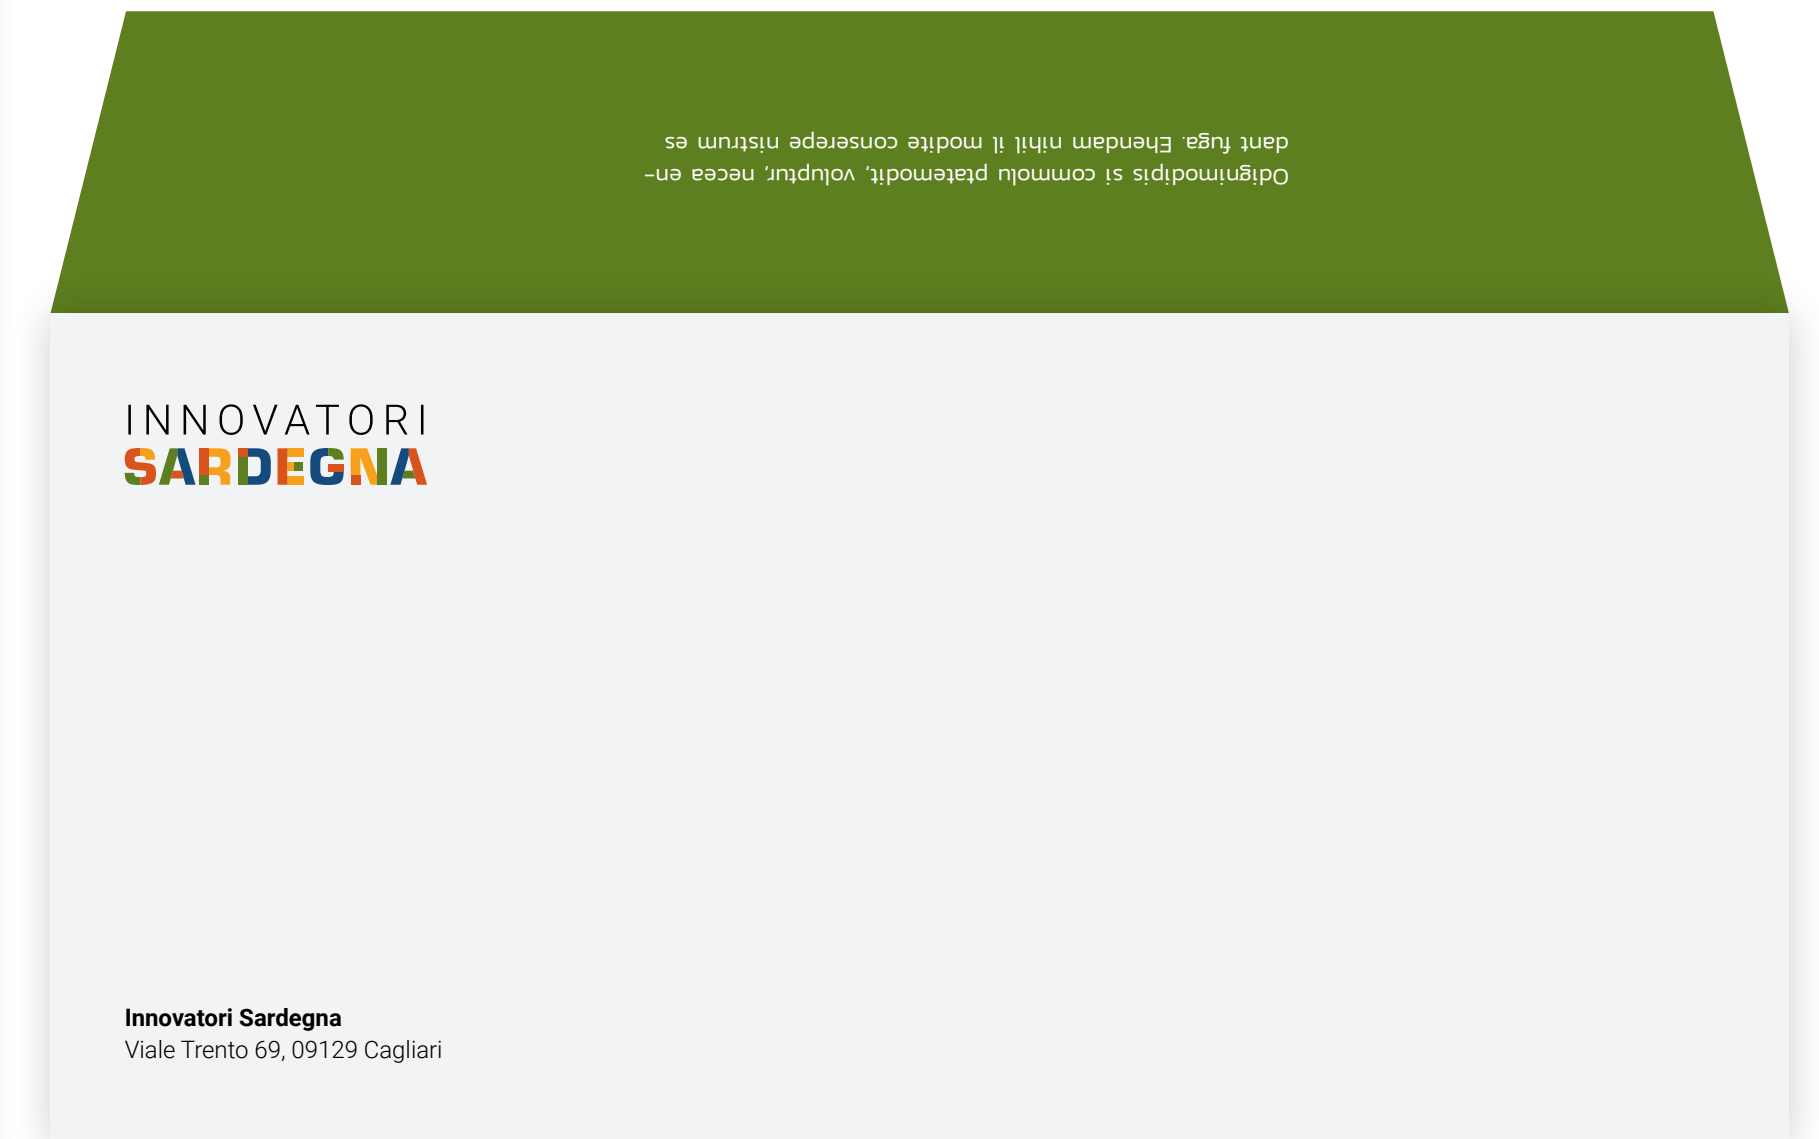 Odignimodipis si commolu ptatemodit, voluptur, necea en-
dant fuga. Ehendam nihil il modite conserepe nistrum es
INNOVATORI
SARDEGNA
Innovatori Sardegna
Viale Trento 69, 09129 Cagliari